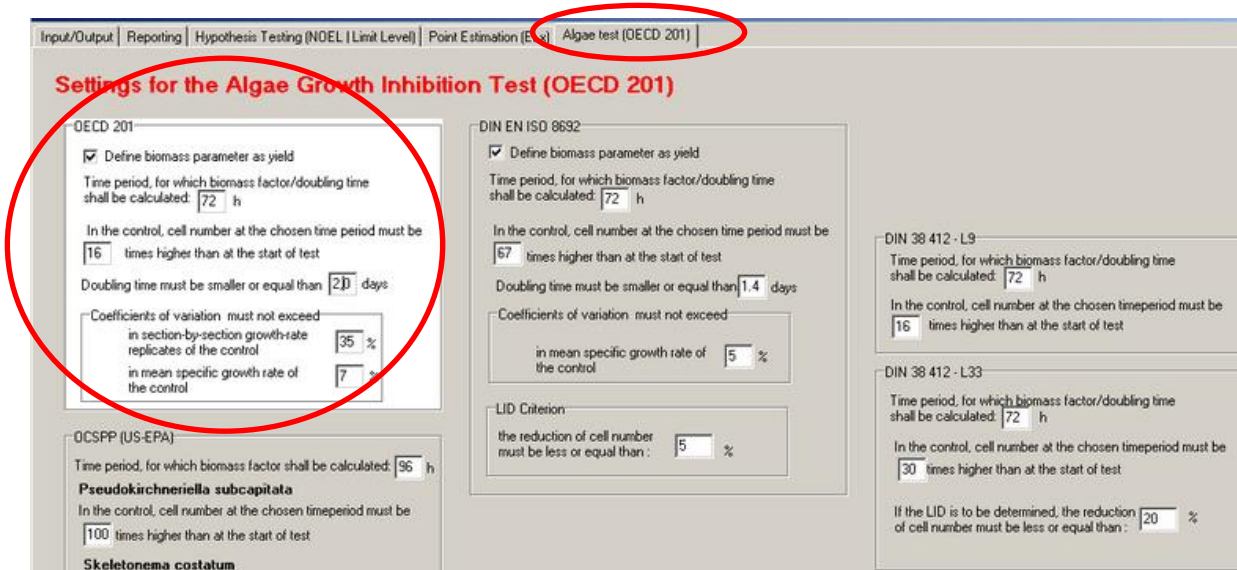 Input/Output | Reporting | Hypothesis Testing (NOEL | Limit Level) | Point Estimation (ECx) | Algae test (OECD 201)
Settings for the Algae Growth Inhibition Test (OECD 201)
OECD 201
Define biomass parameter as yield
Time period, for which biomass factor/doubling time
shall be calculated: 72 h
In the control, cell number at the chosen time period must be
16 times higher than at the start of test
Doubling time must be smaller or equal than 2.0 days
Coefficients of variation must not exceed
in section-by-section growth-rate
replicates of the control 35 %
in mean specific growth rate of
the control 7 %
OCSPP (US-EPA)
Time period, for which biomass factor shall be calculated: 96 h
Pseudokirchneriella subcapitata
In the control, cell number at the chosen timeperiod must be
100 times higher than at the start of test
Skeletonema costatum
DIN EN ISO 8692
Define biomass parameter as yield
Time period, for which biomass factor/doubling time
shall be calculated: 72 h
In the control, cell number at the chosen time period must be
67 times higher than at the start of test
Doubling time must be smaller or equal than 1.4 days
Coefficients of variation must not exceed
in mean specific growth rate of
the control 5 %
LID Criterion
the reduction of cell number
must be less or equal than : 5 %
DIN 38 412 - L9
Time period, for which biomass factor/doubling time
shall be calculated: 72 h
In the control, cell number at the chosen timeperiod must be
16 times higher than at the start of test
DIN 38 412 - L33
Time period, for which biomass factor/doubling time
shall be calculated: 72 h
In the control, cell number at the chosen timeperiod must be
30 times higher than at the start of test
If the LID is to be determined, the reduction
of cell number must be less or equal than : 20 %